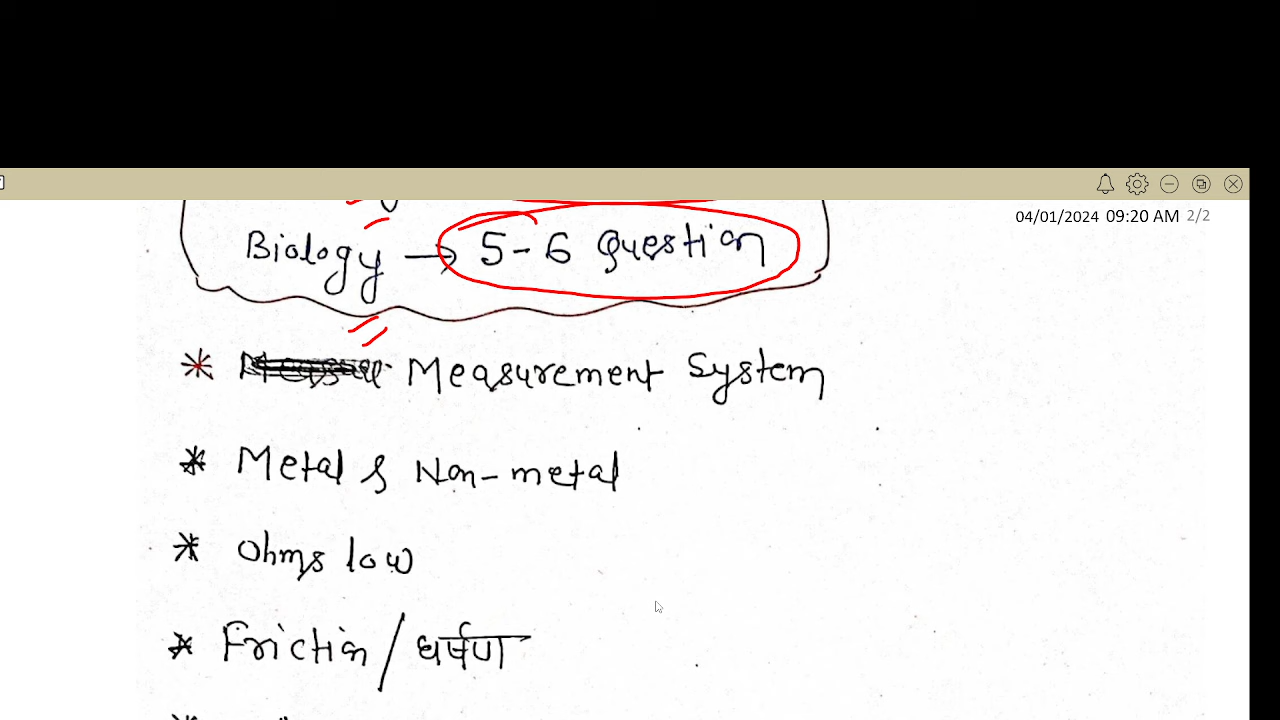 04/01/2024 09:20 AM 2/2
Biology → 5-6 Question
* Measurement System
* Metal & Non-metal
* Ohms low
* Friction / घर्षण